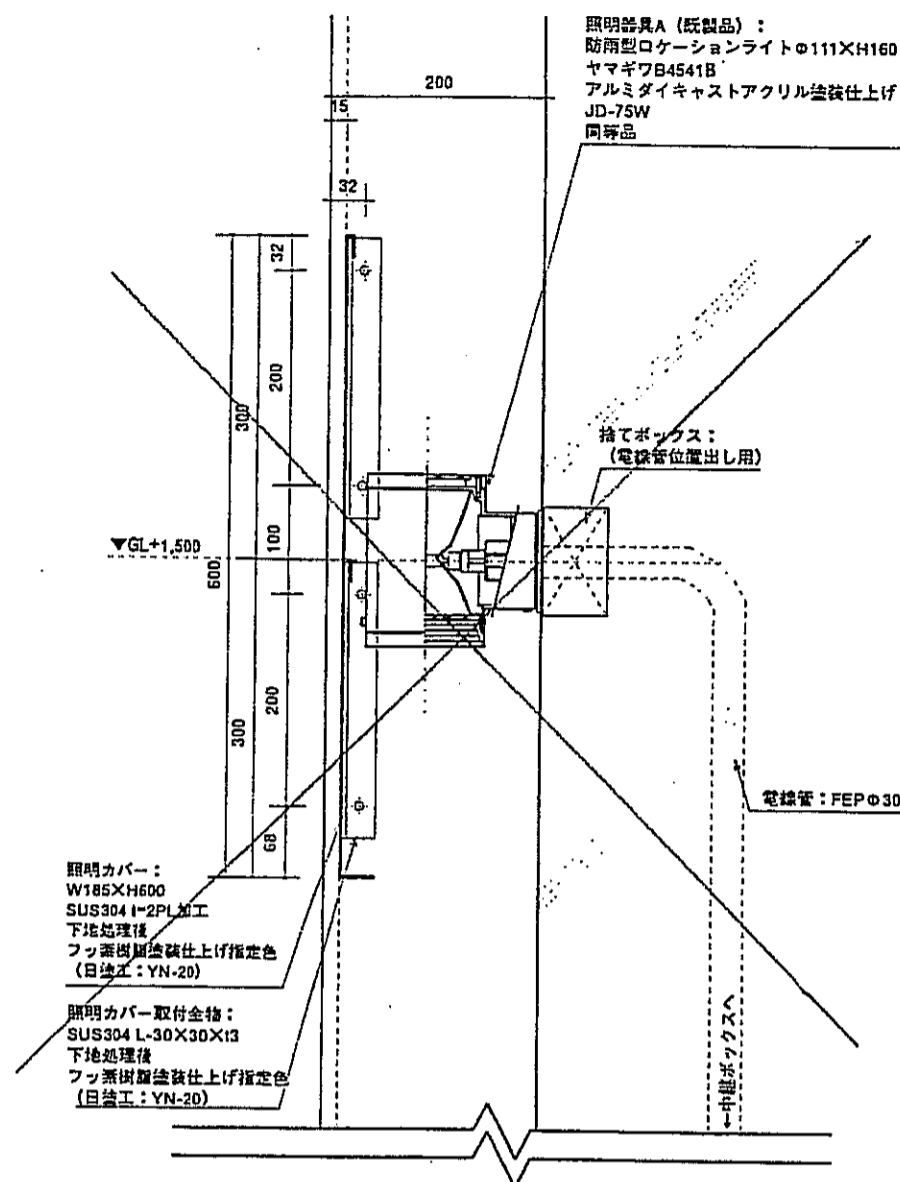 照明器具A（既製品）：
防雨型ロケーションライトΦ111×H160
ヤマギワB4541B
アルミダイキャストアクリル塗装仕上げ
JD-75W
同等品
200
15
32
32
200
300
100
600
200
300
68
▼GL+1,500
捨てボックス：
（電線管位置出し用）
電線管：FEPΦ30
照明カバー：
W185×H600
SUS304 t=2PL加工
下地処理後
フッ素樹脂塗装仕上げ指定色
（日塗工：YN-20）
照明カバー取付金物：
SUS304 L-30×30×t3
下地処理後
フッ素樹脂塗装仕上げ指定色
（日塗工：YN-20）
←中継ボックスへ